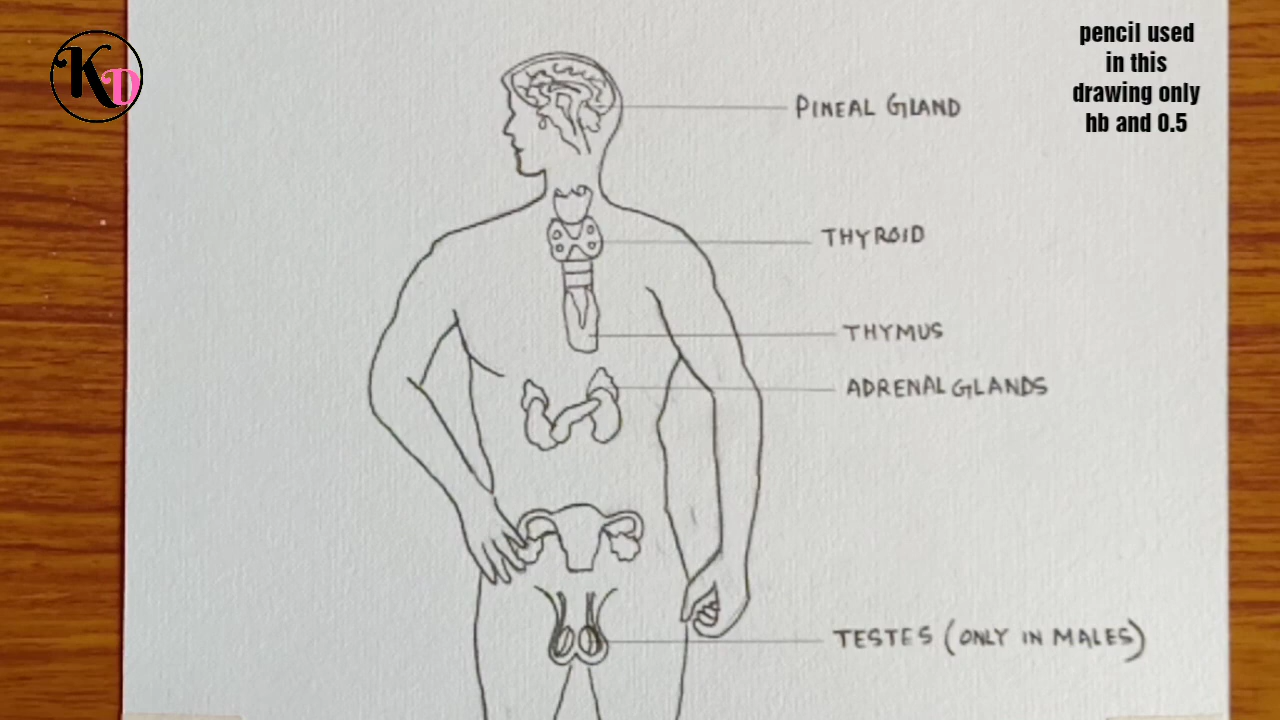 KD
pencil used
in this
drawing only
hb and 0.5
PINEAL GLAND
THYROID
THYMUS
ADRENAL GLANDS
TESTES (ONLY IN MALES)